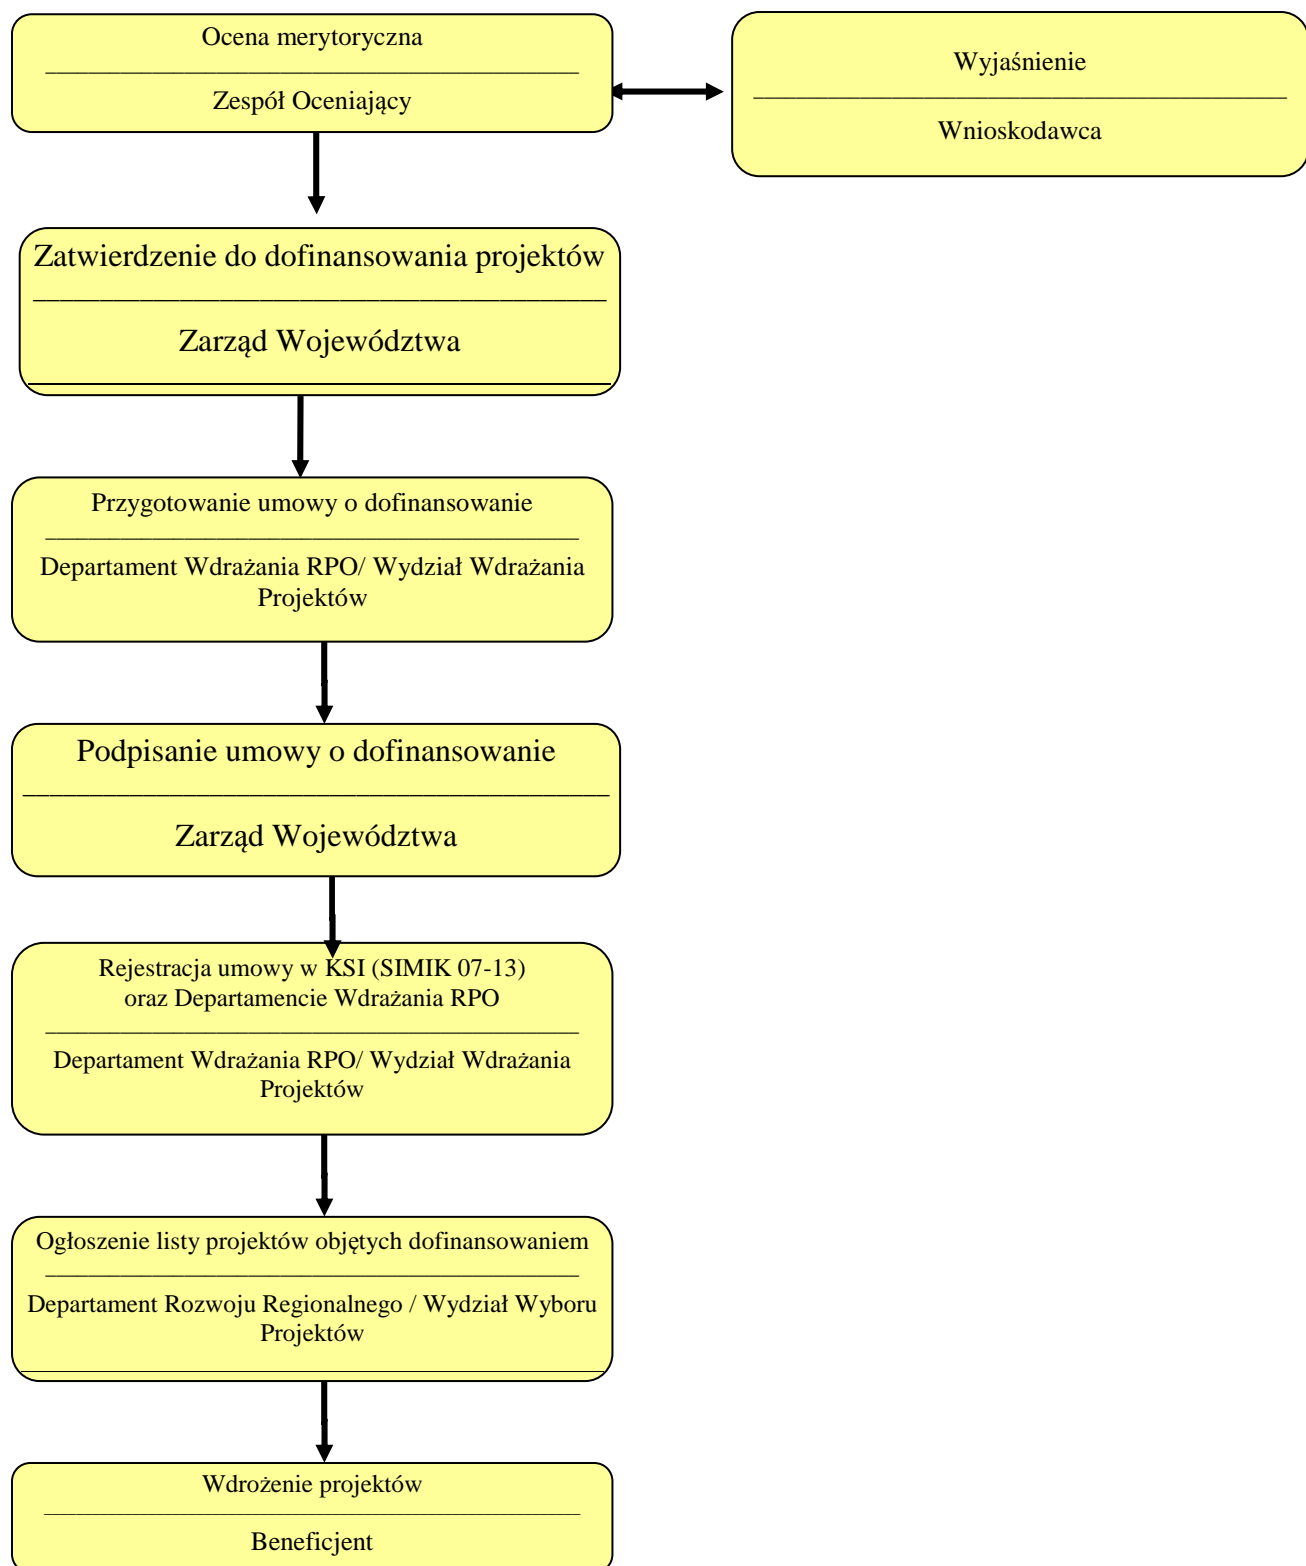 Ocena merytoryczna
Zespół Oceniający
Wyjaśnienie
Wnioskodawca
Zatwierdzenie do dofinansowania projektów
Zarząd Województwa
Przygotowanie umowy o dofinansowanie
Departament Wdrażania RPO/ Wydział Wdrażania
Projektów
Podpisanie umowy o dofinansowanie
Zarząd Województwa
Rejestracja umowy w KSI (SIMIK 07-13)
oraz Departamencie Wdrażania RPO
Departament Wdrażania RPO/ Wydział Wdrażania
Projektów
Ogłoszenie listy projektów objętych dofinansowaniem
Departament Rozwoju Regionalnego / Wydział Wyboru
Projektów
Wdrożenie projektów
Beneficjent